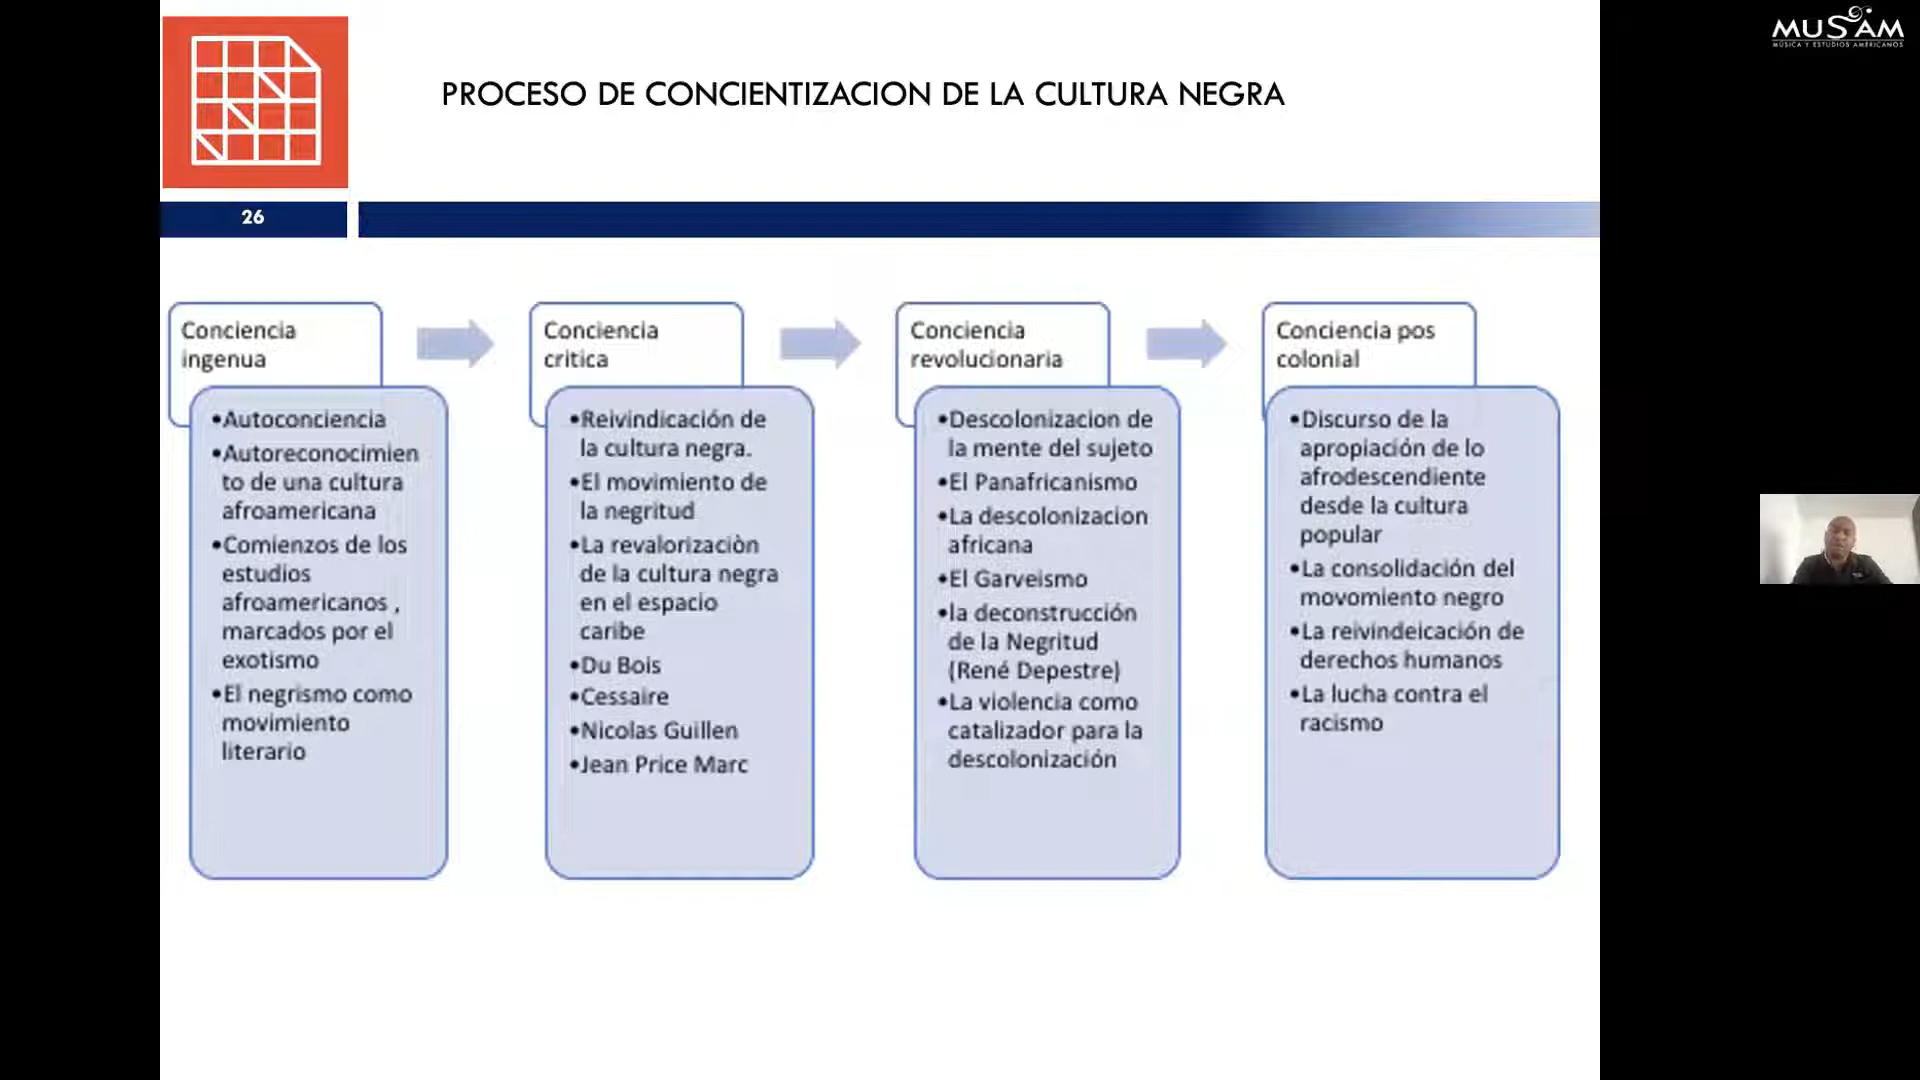 MUSAM
MÚSICA Y ESTUDIOS AMERICANOS
PROCESO DE CONCIENTIZACION DE LA CULTURA NEGRA
26
Conciencia
ingenua
•Autoconciencia
•Autoreconocimien
to de una cultura
afroamericana
•Comienzos de los
estudios
afroamericanos ,
marcados por el
exotismo
•El negrismo como
movimiento
literario
Conciencia
critica
•Reivindicación de
la cultura negra.
•El movimiento de
la negritud
•La revalorizaciòn
de la cultura negra
en el espacio
caribe
•Du Bois
•Cessaire
•Nicolas Guillen
•Jean Price Marc
Conciencia
revolucionaria
•Descolonizacion de
la mente del sujeto
•El Panafricanismo
•La descolonizacion
africana
•El Garveismo
•la deconstrucción
de la Negritud
(René Depestre)
•La violencia como
catalizador para la
descolonización
Conciencia pos
colonial
•Discurso de la
apropiación de lo
afrodescendiente
desde la cultura
popular
•La consolidación del
movomiento negro
•La reivindeicación de
derechos humanos
•La lucha contra el
racismo